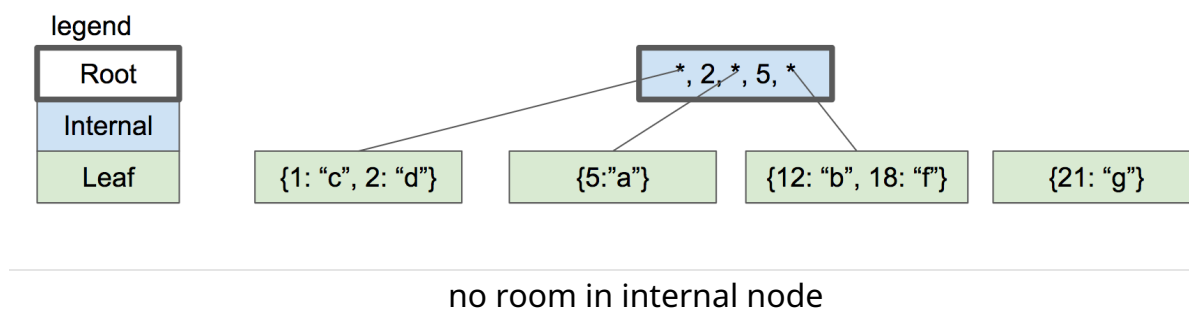 legend
Root
Internal
Leaf
*, 2, *, 5, *
{1: “c”, 2: “d”}
{5:”a”}
{12: “b”, 18: “f”}
{21: “g”}
no room in internal node